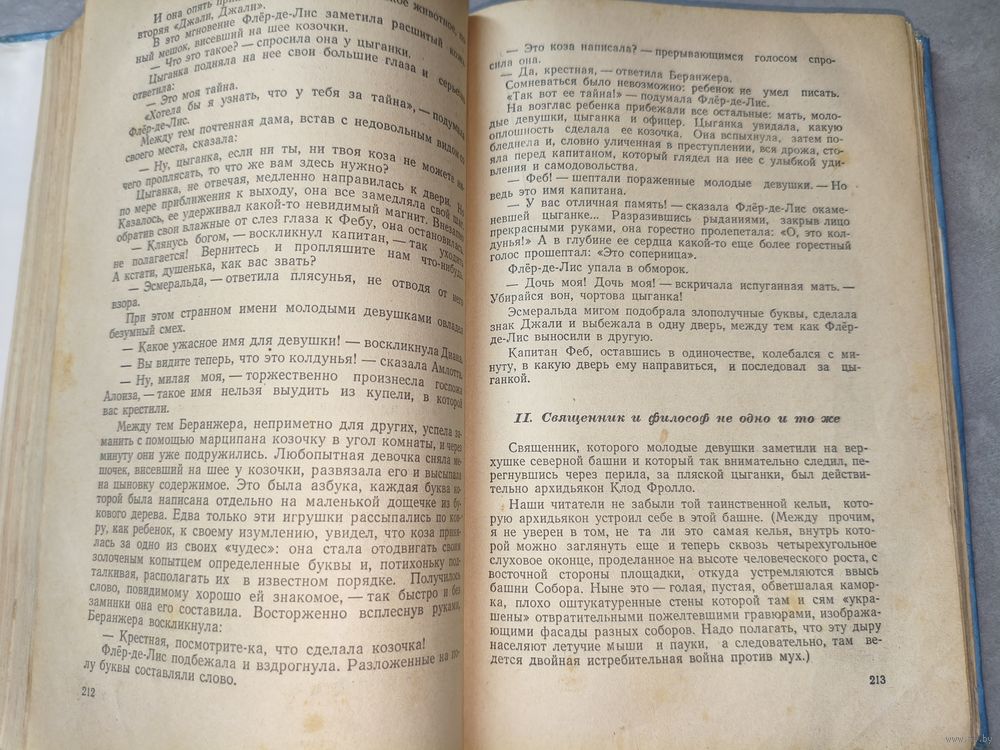 животное,
И она опять
вторяя «Джали, Джали».
В это мгновение Флёр-де-Лис заметила расшитый
ный мешок, висевший на шее козочки.
— Что это такое? — спросила она у цыганки.
Цыганка подняла на нее свои большие глаза и
ответила:
— Это моя тайна.
«Хотела бы я узнать, что у тебя за тайна», — подумала
Флёр-де-Лис.
Между тем почтенная дама, встав с недовольным видом со
своего места, сказала:
— Ну, цыганка, если ни ты, ни твоя коза не можете ни-
чего проплясать, то что же вам здесь нужно?
Цыганка, не отвечая, медленно направилась к двери. Но
по мере приближения к выходу, она все замедляла свой шаг.
Казалось, ее удерживал какой-то невидимый магнит. Внезапно,
обратив свои влажные от слез глаза к Фебу, она остановилась.
— Клянусь богом, — воскликнул капитан, — так уходить
не полагается! Вернитесь и пропляшите нам что-нибудь.
А кстати, душенька, как вас звать?
— Эсмеральда, — ответила плясунья, не отводя от него
взора.
При этом странном имени молодыми девушками овладел
безумный смех.
— Какое ужасное имя для девушки! — воскликнула Диана.
— Вы видите теперь, что это колдунья! — сказала Амлотта.
— Ну, милая моя, — торжественно произнесла госпожа
Алоиза, — такое имя нельзя выудить из купели, в которой
вас крестили.
Между тем Беранжера, неприметно для других, успела за-
манить с помощью марципана козочку в угол комнаты, и через
минуту они уже подружились. Любопытная девочка сняла ме-
шочек, висевший на шее у козочки, развязала его и высыпала
на цыновку содержимое. Это была азбука, каждая буква ко-
торой была написана отдельно на маленькой дощечке из бу-
кового дерева. Едва только эти игрушки рассыпались по ков-
ру, как ребенок, к своему изумлению, увидел, что коза приня-
лась за одно из своих «чудес»: она стала отодвигать своим
золоченым копытцем определенные буквы и, потихоньку под-
талкивая, располагать их в известном порядке. Получилось
слово, повидимому хорошо ей знакомое, — так быстро и без
заминки она его составила. Восторженно всплеснув руками,
Беранжера воскликнула:
— Крестная, посмотрите-ка, что сделала козочка!
Флёр-де-Лис подбежала и вздрогнула. Разложенные на по-
лу буквы составляли слово.
212
— Это коза написала? — прерывающимся голосом спро-
сила она.
— Да, крестная, — ответила Беранжера.
Сомневаться было невозможно: ребенок не умел писать.
«Так вот ее тайна!» — подумала Флёр-де-Лис.
На возглас ребенка прибежали все остальные: мать, моло-
дые девушки, цыганка и офицер. Цыганка увидала, какую
оплошность сделала ее козочка. Она вспыхнула, затем по-
бледнела и, словно уличенная в преступлении, вся дрожа, сто-
яла перед капитаном, который глядел на нее с улыбкой уди-
вления и самодовольства.
— Феб! — шептали пораженные молодые девушки. — Но
ведь это имя капитана.
— У вас отличная память! — сказала Флёр-де-Лис окаме-
невшей цыганке... Разразившись рыданиями, закрыв лицо
прекрасными руками, она горестно пролепетала: «О, это кол-
дунья!» А в глубине ее сердца какой-то еще более горестный
голос прошептал: «Это соперница».
Флёр-де-Лис упала в обморок.
— Дочь моя! Дочь моя! — вскричала испуганная мать. —
Убирайся вон, чортова цыганка!
Эсмеральда мигом подобрала злополучные буквы, сделала
знак Джали и выбежала в одну дверь, между тем как Флёр-
де-Лис выносили в другую.
Капитан Феб, оставшись в одиночестве, колебался с ми-
нуту, в какую дверь ему направиться, и последовал за цы-
ганкой.
II. Священник и философ не одно и то же
Священник, которого молодые девушки заметили на вер-
хушке северной башни и который так внимательно следил, пе-
регнувшись через перила, за пляской цыганки, был действи-
тельно архидьякон Клод Фролло.
Наши читатели не забыли той таинственной кельи, кото-
рую архидьякон устроил себе в этой башне. (Между прочим,
я не уверен в том, не та ли это самая келья, внутрь кото-
рой можно заглянуть еще и теперь сквозь четырехугольное
слуховое оконце, проделанное на высоте человеческого роста, с
восточной стороны площадки, откуда устремляются ввысь
башни Собора. Ныне это — голая, пустая, обветшалая камор-
ка, плохо оштукатуренные стены которой там и сям «укра-
шены» отвратительными пожелтевшими гравюрами, изобража-
ющими фасады разных соборов. Надо полагать, что эту дыру
населяют летучие мыши и пауки, а следовательно, там ве-
дется двойная истребительная война против мух.)
213